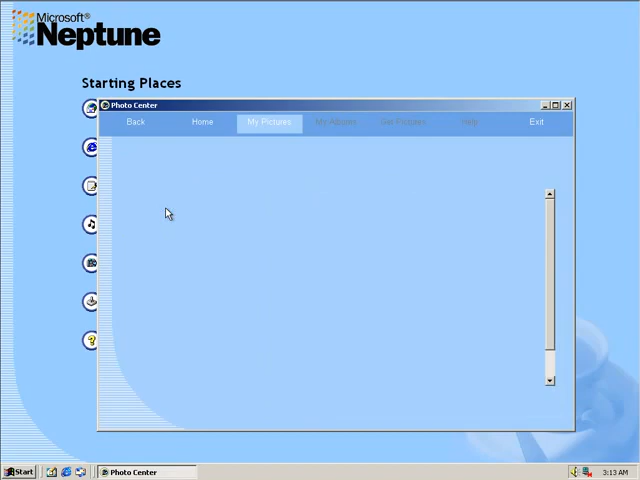 Microsoft®
Neptune
Starting Places
Photo Center
Back Home My Pictures My Albums Get Pictures Help Exit
Start Photo Center 3:13 AM